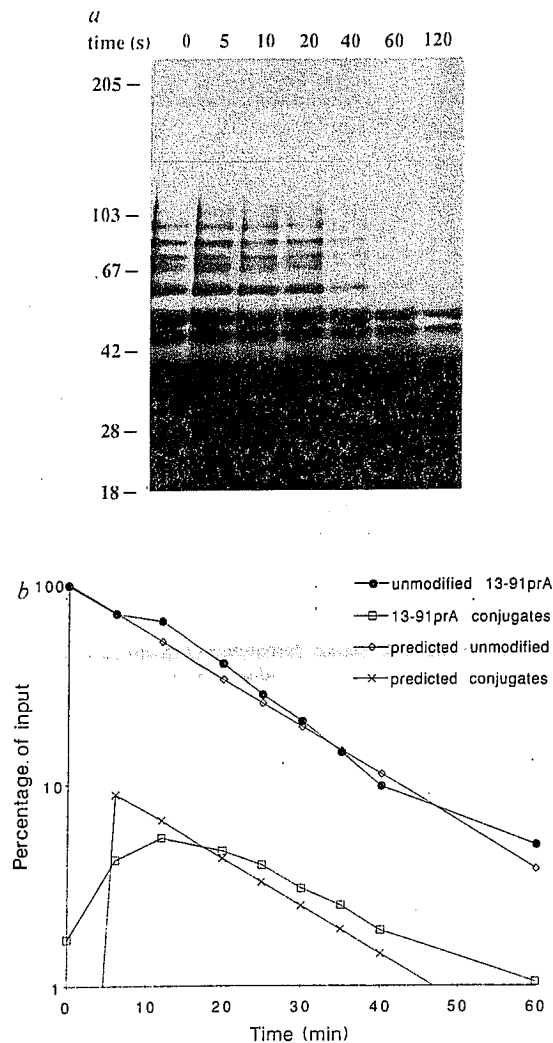 a
time (s) 0 5 10 20 40 60 120
205
103
67
42
28
18
b
100
10
1
Percentage of input
unmodified 13-91prA
13-91prA conjugates
predicted unmodified
predicted conjugates
0 10 20 30 40 50 60
Time (min)